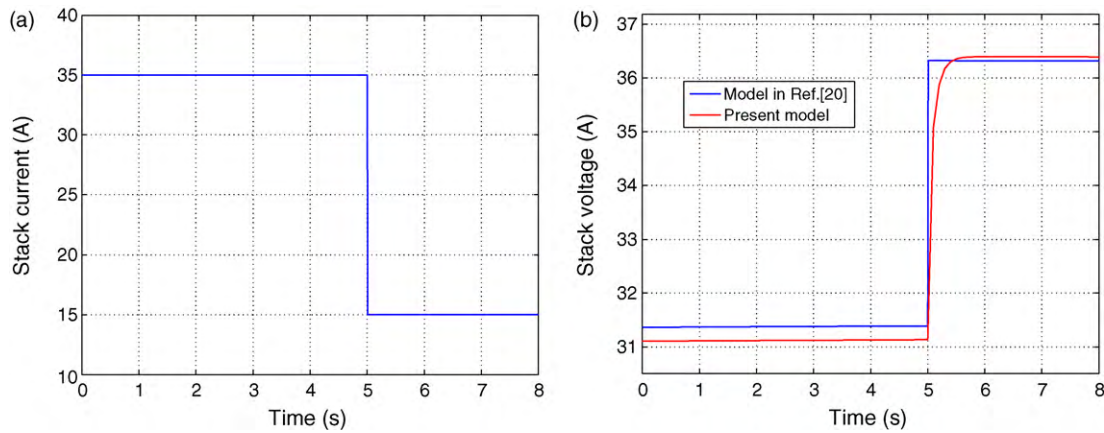 (a)
40
35
30
25
20
15
10
Stack current (A)
0 1 2 3 4 5 6 7 8
Time (s)
(b)
37
36
35
34
33
32
31
Stack voltage (A)
Model in Ref.[20]
Present model
0 1 2 3 4 5 6 7 8
Time (s)